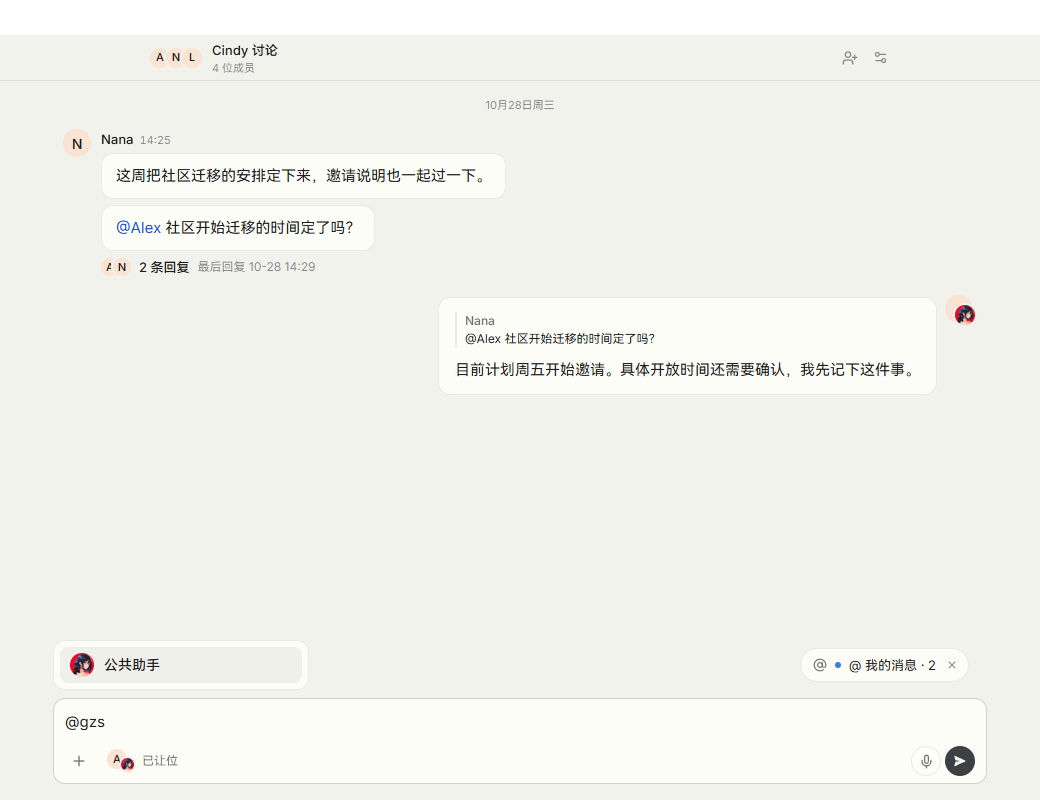 A N L
Cindy 讨论
4 位成员
10月28日周三
N
Nana 14:25
这周把社区迁移的安排定下来，邀请说明也一起过一下。
@Alex 社区开始迁移的时间定了吗？
A N 2 条回复 最后回复 10-28 14:29
Nana
@Alex 社区开始迁移的时间定了吗？
目前计划周五开始邀请。具体开放时间还需要确认，我先记下这件事。
公共助手
@ @ 我的消息 · 2 ×
@gzs
+ A 已让位